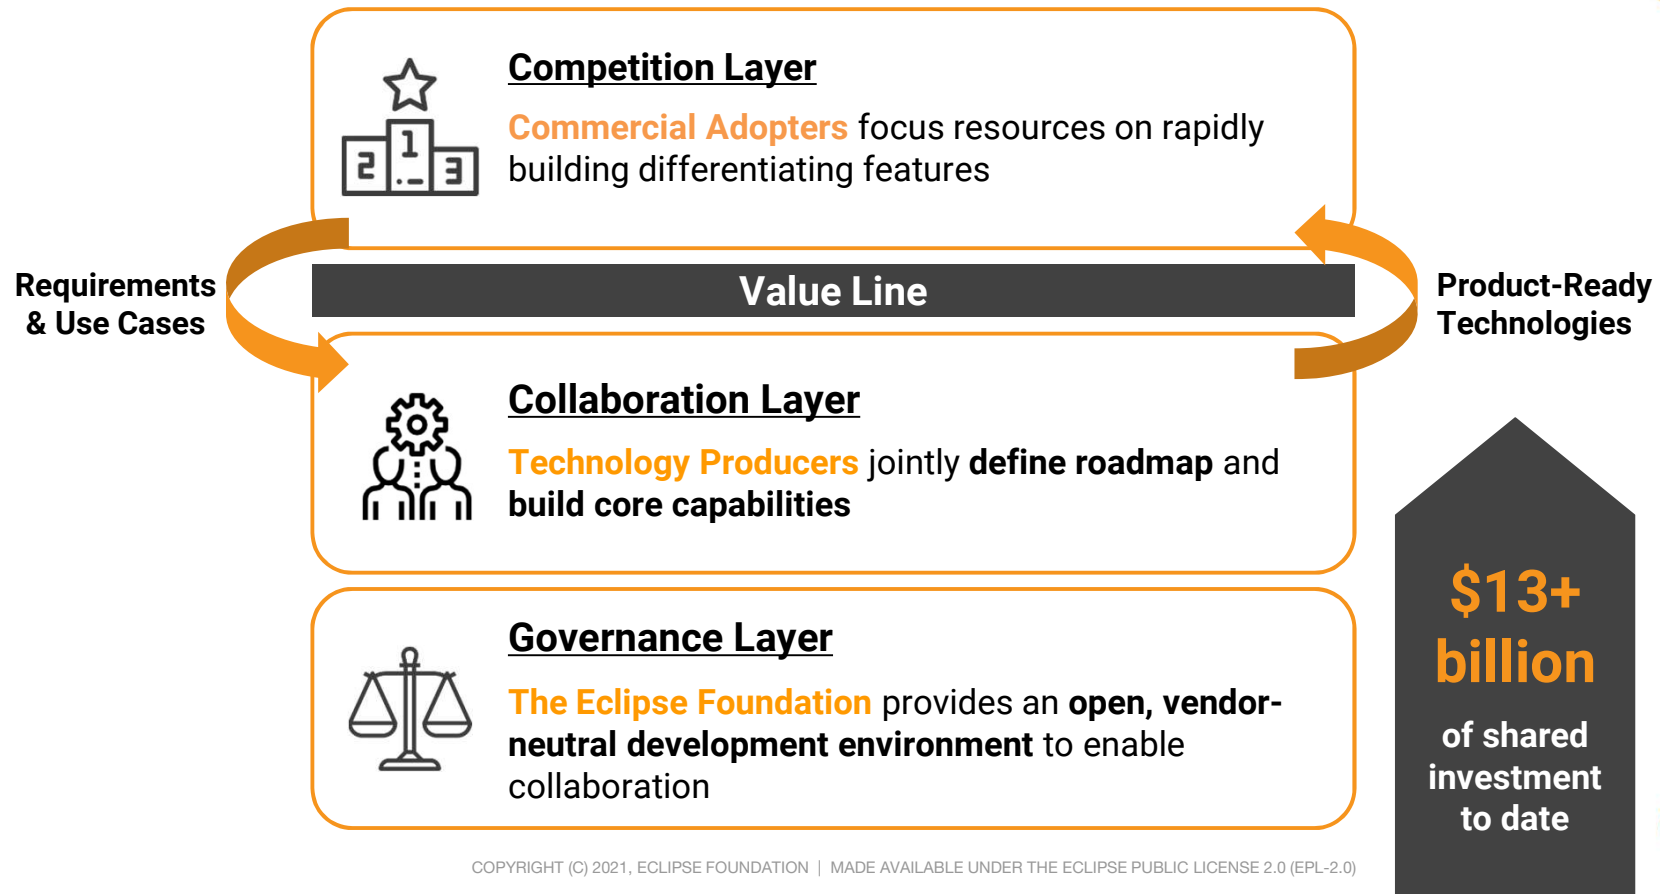 Competition Layer
Commercial Adopters focus resources on rapidly
building differentiating features
1
2
3
Requirements
& Use Cases
Value Line
Product-Ready
Technologies
Collaboration Layer
Technology Producers jointly define roadmap and
build core capabilities
Governance Layer
The Eclipse Foundation provides an open, vendor-
neutral development environment to enable
collaboration
$13+
billion
of shared
investment
to date
COPYRIGHT (C) 2021, ECLIPSE FOUNDATION | MADE AVAILABLE UNDER THE ECLIPSE PUBLIC LICENSE 2.0 (EPL-2.0)